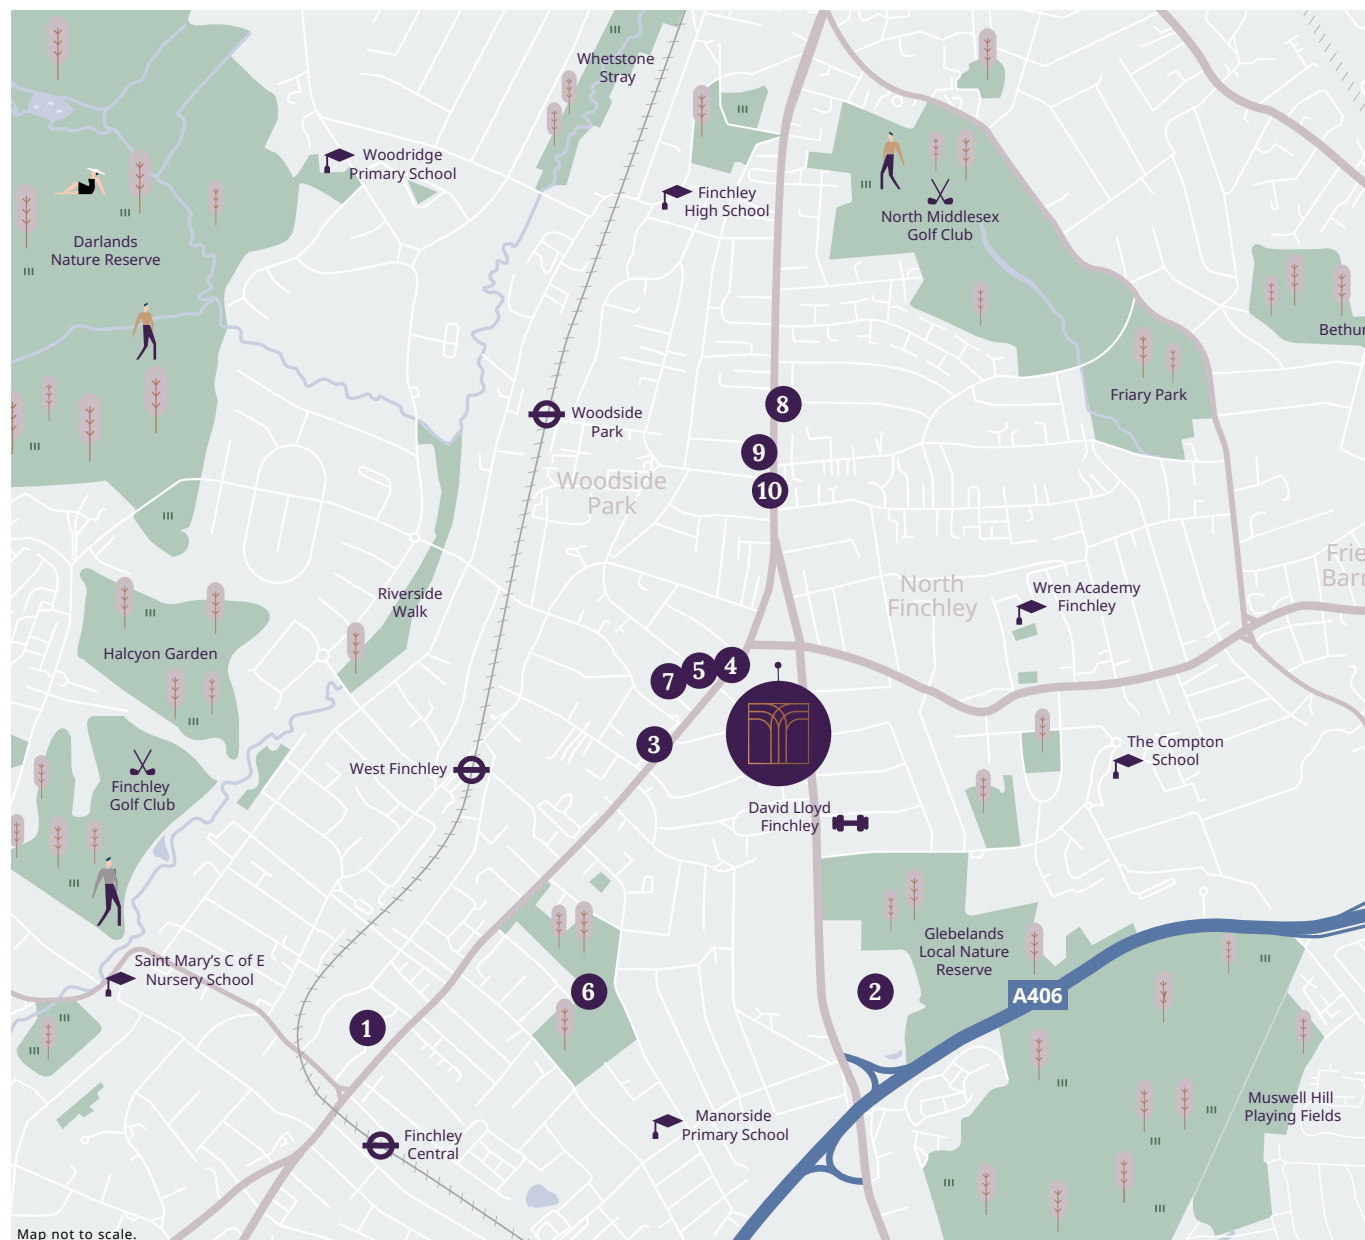 Whetstone
Stray
Woodridge
Primary School
Finchley
High School
North Middlesex
Golf Club
Darlands
Nature Reserve
Bethu
Friary Park
8
Woodside
Park
9
Woodside
Park
10
Frie
Barn
North
Finchley
Wren Academy
Finchley
Riverside
Walk
Halcyon Garden
4
5
7
3
The Compton
School
West Finchley
Finchley
Golf Club
David Lloyd
Finchley
Glebelands
Local Nature
Reserve
Saint Mary's C of E
Nursery School
6
2
A406
1
Muswell Hill
Playing Fields
Manorside
Primary School
Finchley
Central
Map not to scale.